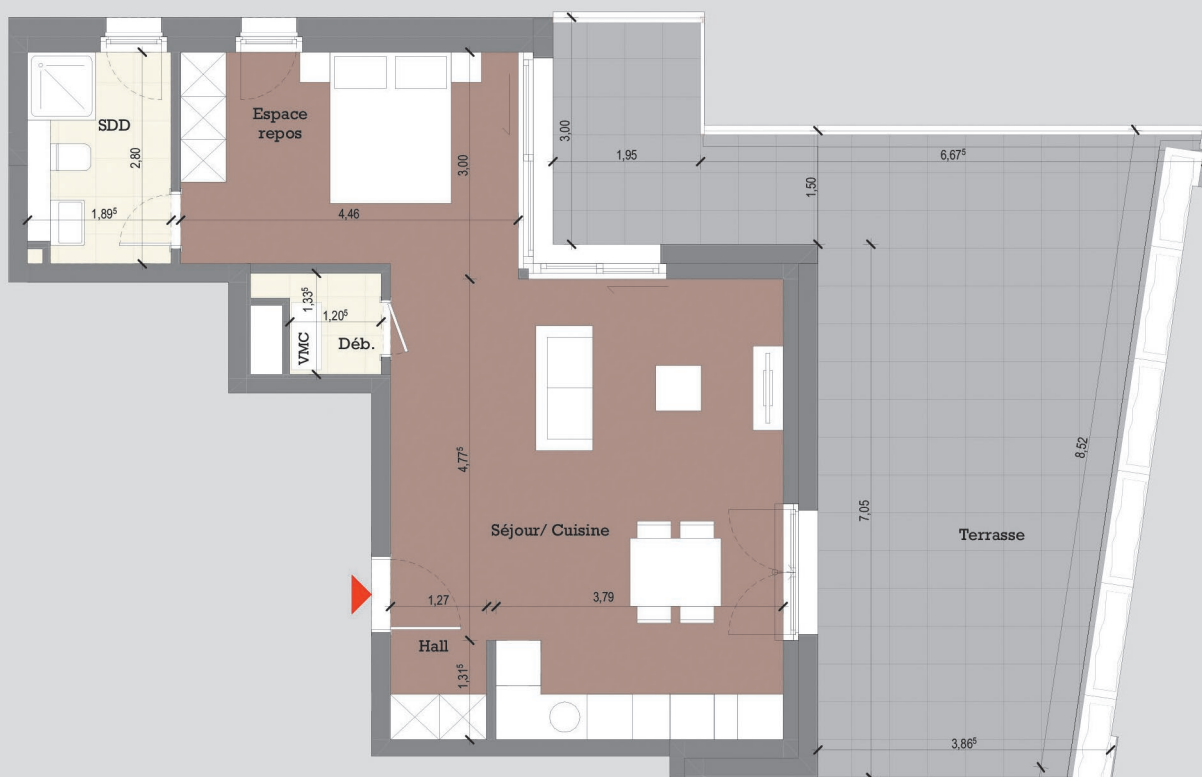 SDD
2,80
1,89⁵
Espace
repos
3,00
4,46
3,00
1,95
1,50
6,67⁵
1,33⁵
1,20⁵
VMC
Déb.
4,77⁵
8,52
7,05
Séjour/ Cuisine
Terrasse
1,27
3,79
Hall
1,31⁵
3,86⁵